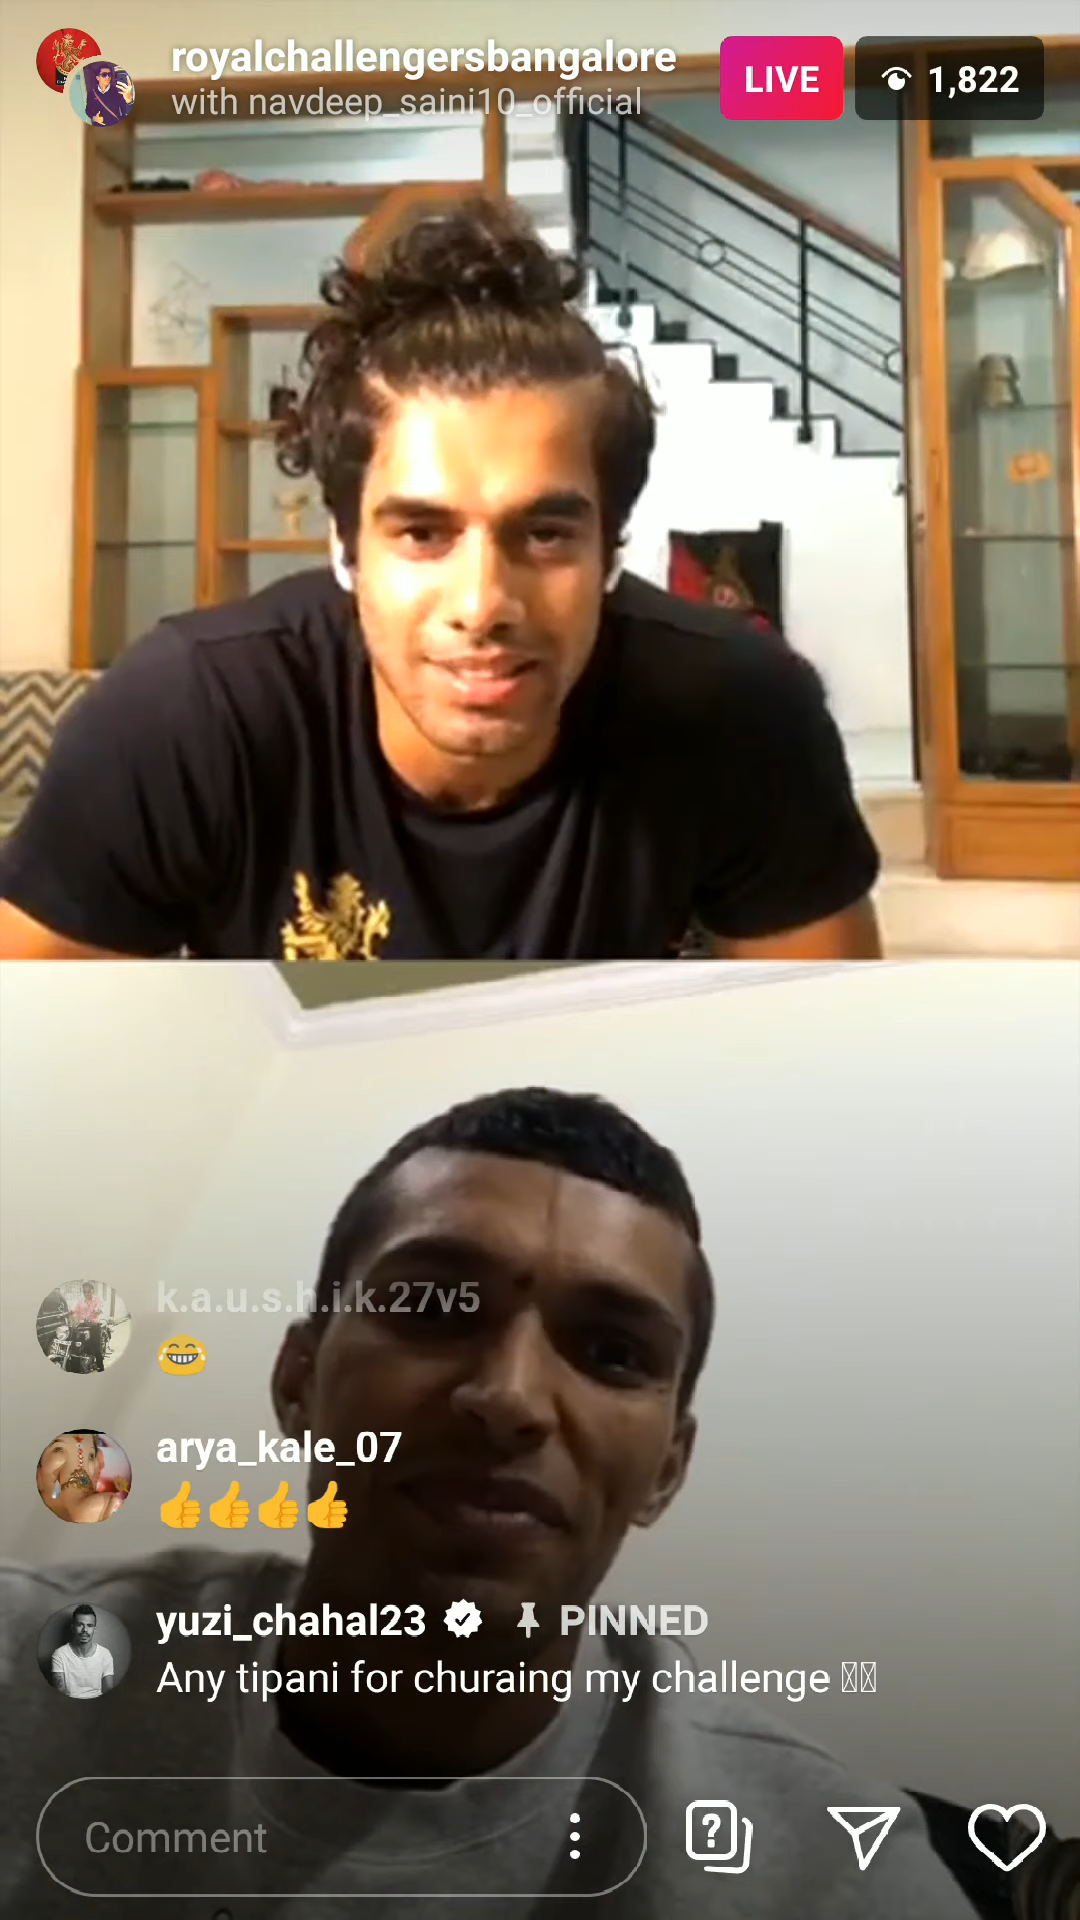 royalchallengersbangalore
with navdeep_saini10_official
LIVE
1,822
k.a.u.s.h.i.k.27v5
😂
arya_kale_07
👍👍👍👍
yuzi_chahal23 PINNED
Any tipani for churaing my challenge
Comment